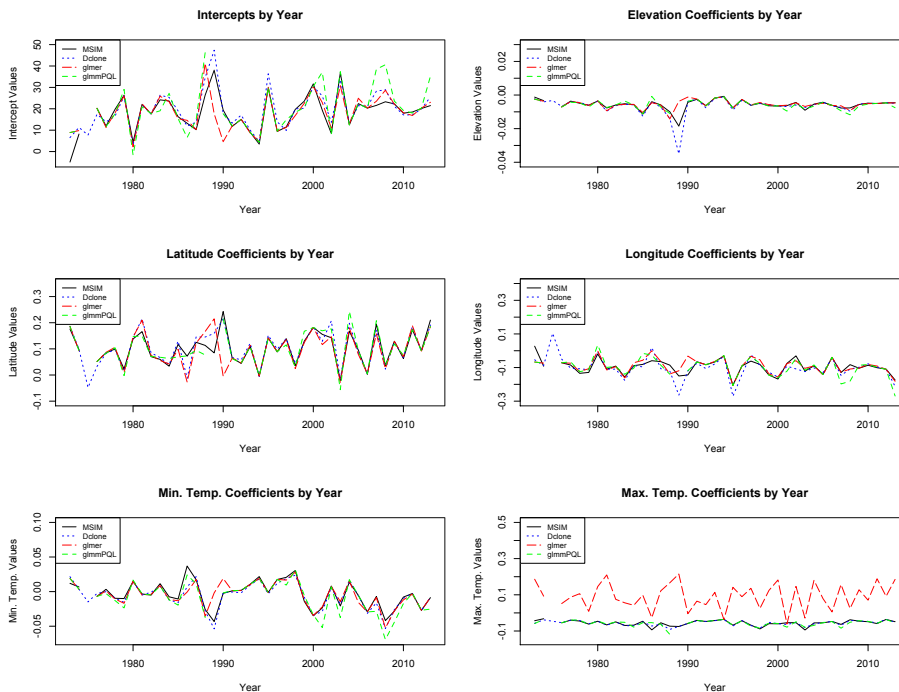 Intercepts by Year
Intercept Values
0 10 20 30 40 50
MSIM
Dclone
glmer
glmmPQL
1980 1990 2000 2010
Year
Elevation Coefficients by Year
Elevation Coefficients
-0.04 -0.02 0.00 0.02
MSIM
Dclone
glmer
glmmPQL
1980 1990 2000 2010
Year
Latitude Coefficients by Year
Latitude Values
-0.1 0.0 0.1 0.2 0.3
MSIM
Dclone
glmer
glmmPQL
1980 1990 2000 2010
Year
Longitude Coefficients by Year
Longitude Values
-0.3 -0.1 0.2 0.4
MSIM
Dclone
glmer
glmmPQL
1980 1990 2000 2010
Year
Min. Temp. Coefficients by Year
Min. Temp. Values
-0.05 0.00 0.05 0.10
MSIM
Dclone
glmer
glmmPQL
1980 1990 2000 2010
Year
Max. Temp. Coefficients by Year
Max. Temp. Values
-0.1 0.1 0.3 0.5
MSIM
Dclone
glmer
glmmPQL
1980 1990 2000 2010
Year